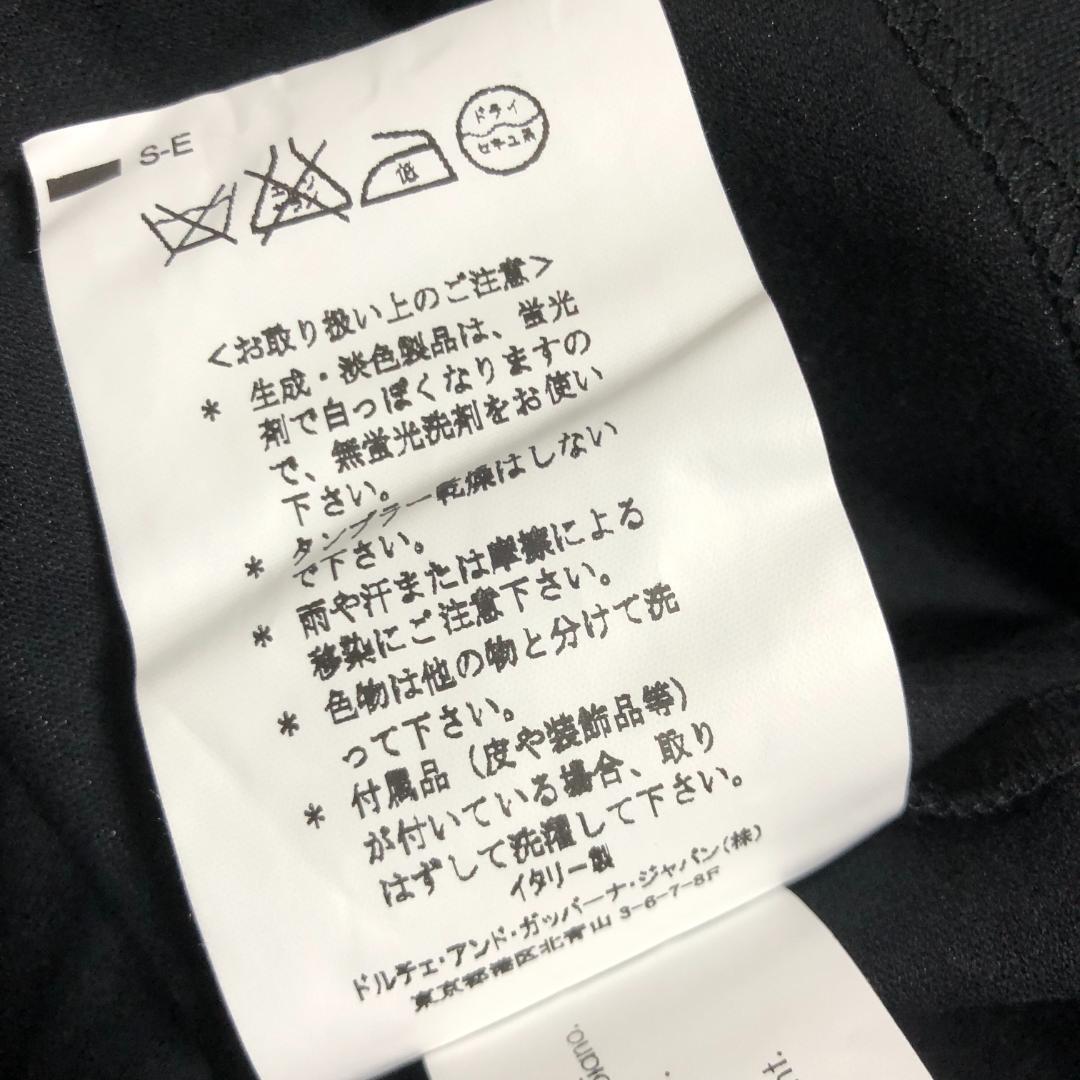 S-E
ドライ
セキユ系
低
<お取り扱い上のご注意>
* 生成・淡色製品は、蛍光
剤で白っぽくなりますの
で、無蛍光洗剤をお使い
下さい。
* タンブラー乾燥はしない
で下さい。
* 雨や汗または摩擦による
移染にご注意下さい。
* 色物は他の物と分けて洗
って下さい。
* 付属品(皮や装飾品等)
が付いている場合、取り
はずして洗濯して下さい。
イタリー製
ドルチェ・アンド・ガッバーナ・ジャパン(株)
東京都港区北青山 3-6-7-8F